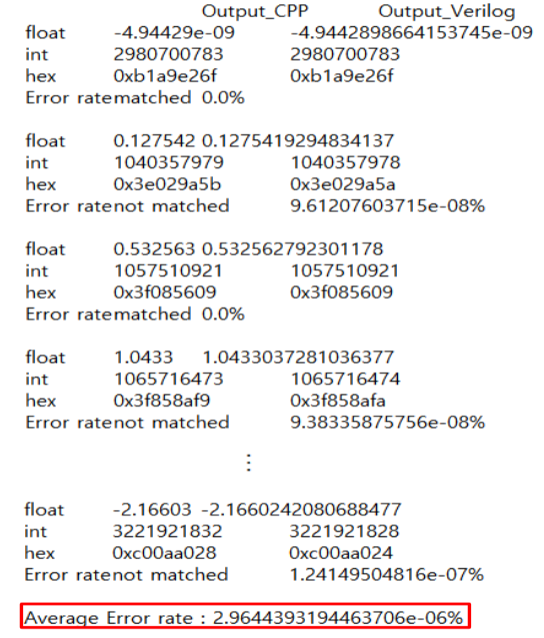 Output_CPP Output_Verilog
float -4.94429e-09 -4.9442898664153745e-09
int 2980700783 2980700783
hex 0xb1a9e26f 0xb1a9e26f
Error ratematched 0.0%
float 0.127542 0.1275419294834137
int 1040357979 1040357978
hex 0x3e029a5b 0x3e029a5a
Error ratenot matched 9.61207603715e-08%
float 0.532563 0.532562792301178
int 1057510921 1057510921
hex 0x3f085609 0x3f085609
Error ratematched 0.0%
float 1.0433 1.0433037281036377
int 1065716473 1065716474
hex 0x3f858af9 0x3f858afa
Error ratenot matched 9.38335875756e-08%
⋮
float -2.16603 -2.1660242080688477
int 3221921832 3221921828
hex 0xc00aa028 0xc00aa024
Error ratenot matched 1.24149504816e-07%
Average Error rate : 2.9644393194463706e-06%